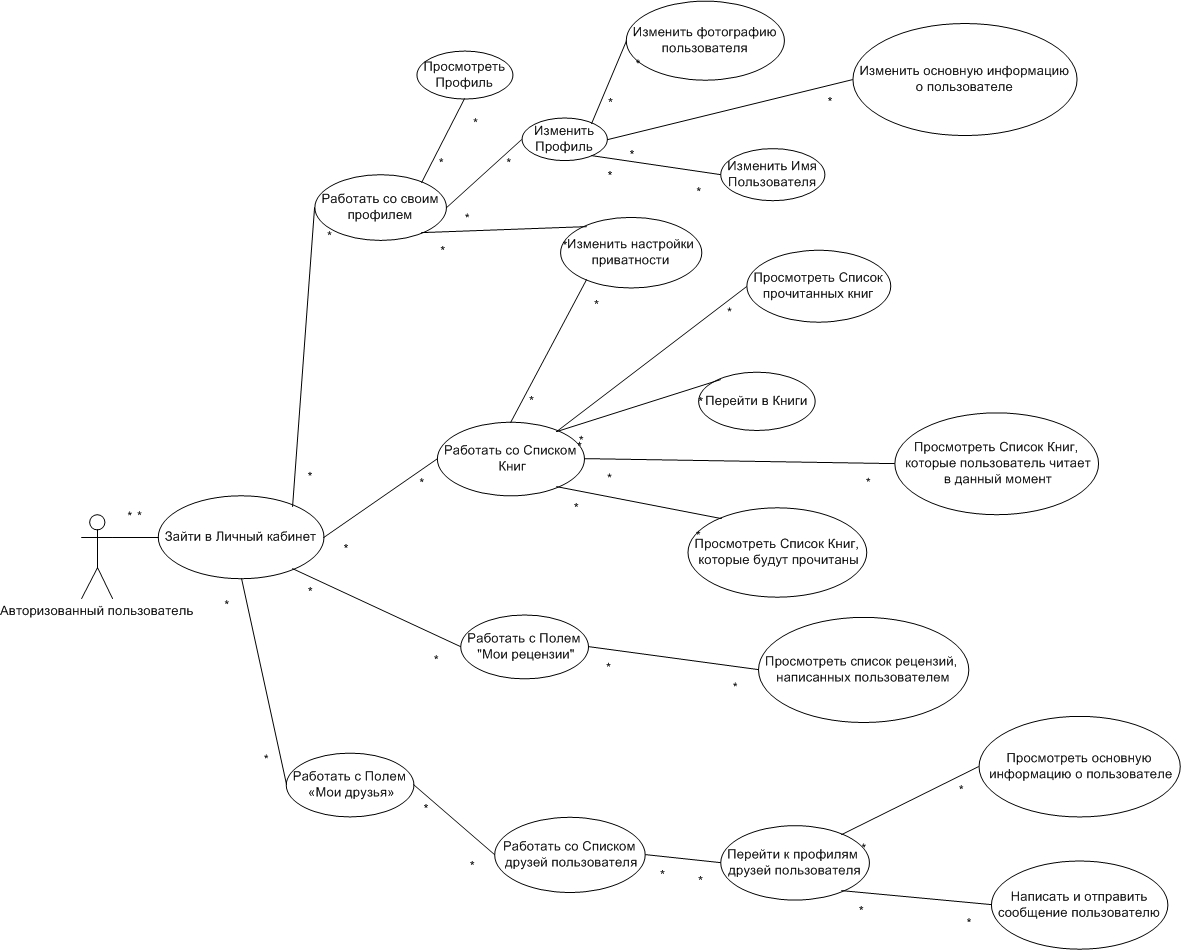 Изменить фотографию
пользователя
Просмотреть
Профиль
Изменить основную информацию
о пользователе
Изменить
Профиль
Изменить Имя
Пользователя
Работать со своим
профилем
Изменить настройки
приватности
Просмотреть Список
прочитанных книг
Перейти в Книги
Работать со Списком
Книг
Просмотреть Список Книг,
которые пользователь читает
в данный момент
Зайти в Личный кабинет
Просмотреть Список Книг,
которые будут прочитаны
Авторизованный пользователь
Работать с Полем
"Мои рецензии"
Просмотреть список рецензий,
написанных пользователем
Работать с Полем
«Мои друзья»
Просмотреть основную
информацию о пользователе
Работать со Списком
друзей пользователя
Перейти к профилям
друзей пользователя
Написать и отправить
сообщение пользователю